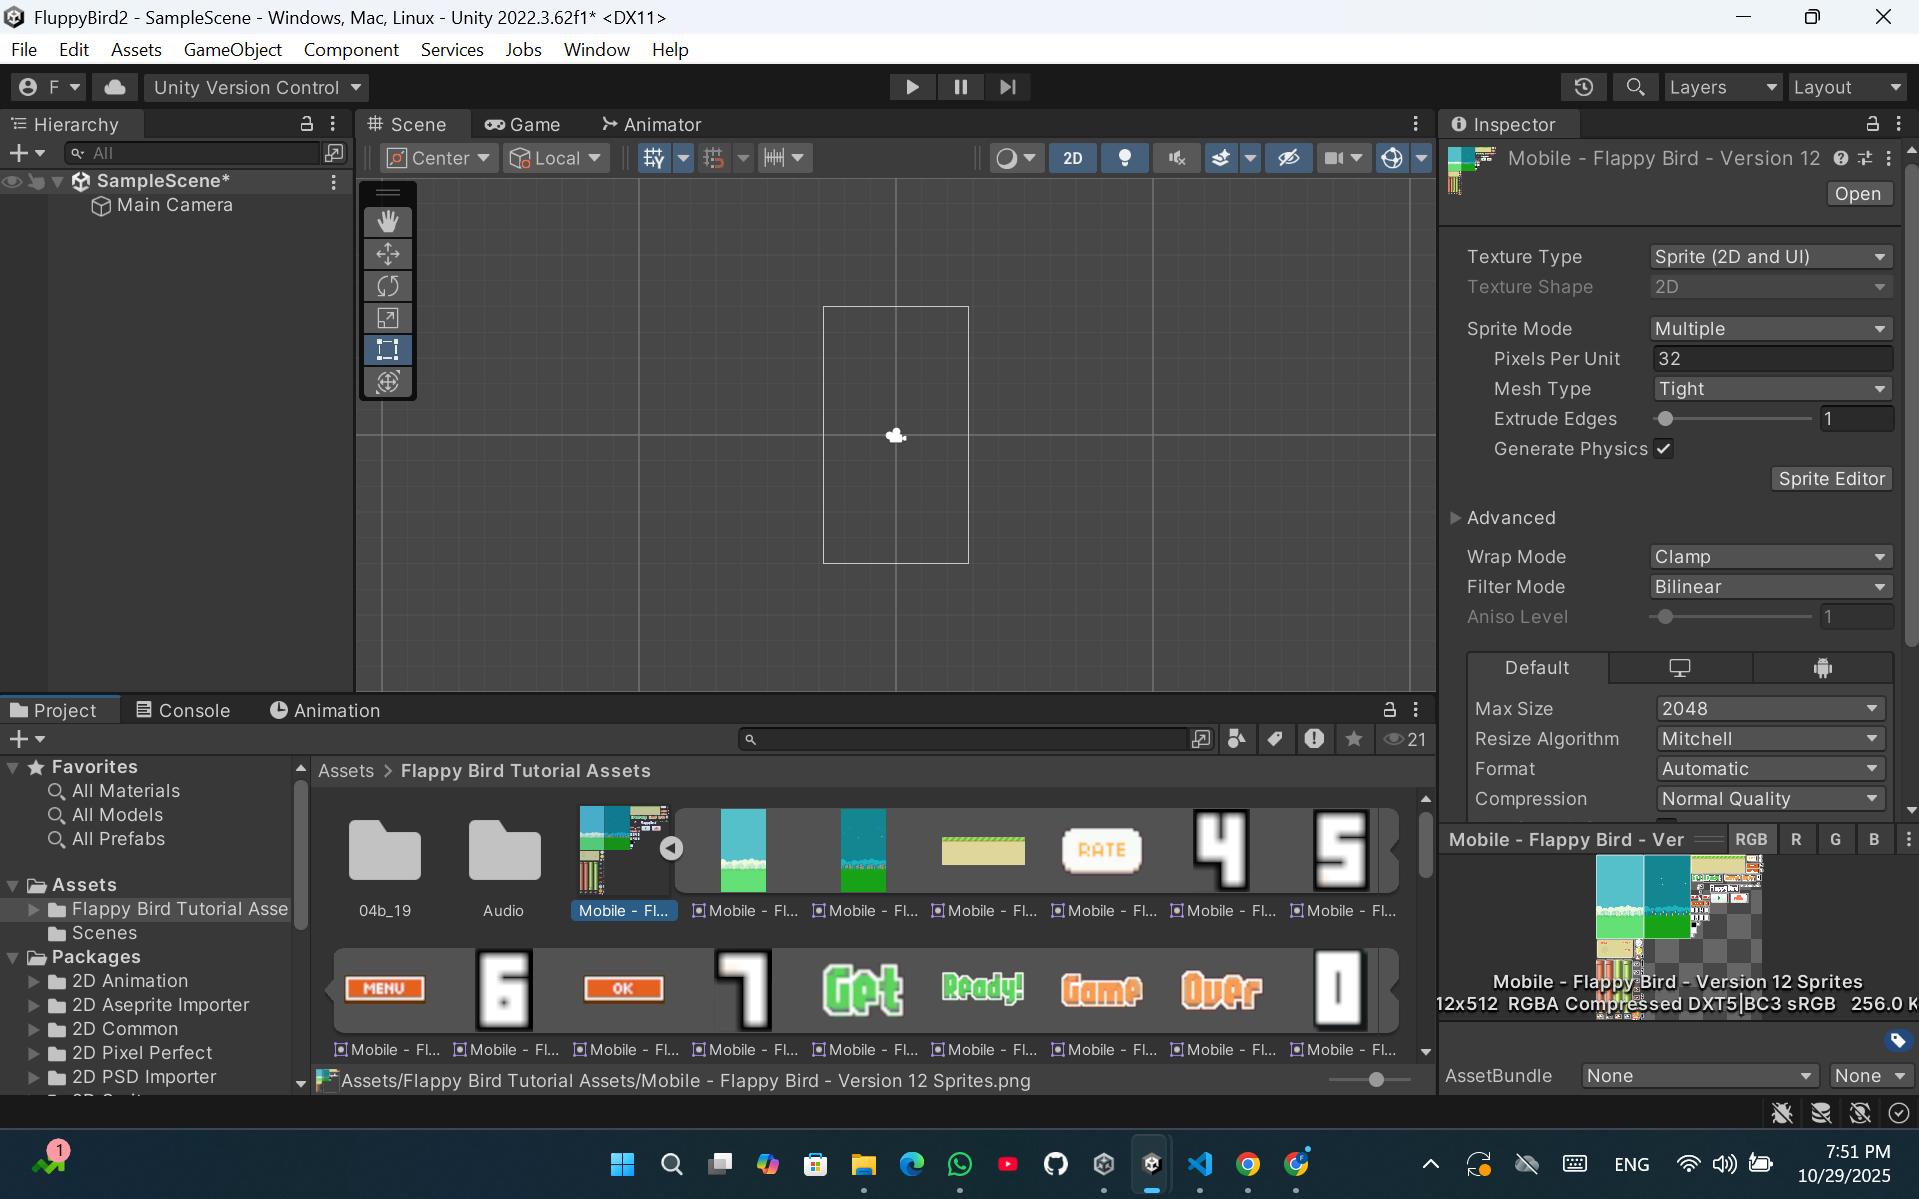 FluppyBird2 - SampleScene - Windows, Mac, Linux - Unity 2022.3.62f1* <DX11>
File Edit Assets GameObject Component Services Jobs Window Help
F Unity Version Control Layers Layout
Hierarchy
All
SampleScene*
Main Camera
Scene Game Animator
Center Local 2D
Inspector
Mobile - Flappy Bird - Version 12
Open
Texture Type Sprite (2D and UI)
Texture Shape 2D
Sprite Mode Multiple
Pixels Per Unit 32
Mesh Type Tight
Extrude Edges 1
Generate Physics
Sprite Editor
Advanced
Wrap Mode Clamp
Filter Mode Bilinear
Aniso Level 1
Default
Max Size 2048
Resize Algorithm Mitchell
Format Automatic
Compression Normal Quality
Project Console Animation
21
Favorites
All Materials
All Models
All Prefabs
Assets
Flappy Bird Tutorial Asse
Scenes
Packages
2D Animation
2D Aseprite Importer
2D Common
2D Pixel Perfect
2D PSD Importer
Assets > Flappy Bird Tutorial Assets
RATE 4 5
04b_19 Audio Mobile - Fl... Mobile - Fl... Mobile - Fl... Mobile - Fl... Mobile - Fl... Mobile - Fl... Mobile - Fl...
MENU 6 OK 7 Get Ready! Game Over 0
Mobile - Fl... Mobile - Fl... Mobile - Fl... Mobile - Fl... Mobile - Fl... Mobile - Fl... Mobile - Fl... Mobile - Fl... Mobile - Fl...
Assets/Flappy Bird Tutorial Assets/Mobile - Flappy Bird - Version 12 Sprites.png
Mobile - Flappy Bird - Ver RGB R G B
Mobile - Flappy Bird - Version 12 Sprites
12x512 RGBA Compressed DXT5|BC3 sRGB 256.0 K
AssetBundle None None
1
ENG
7:51 PM
10/29/2025